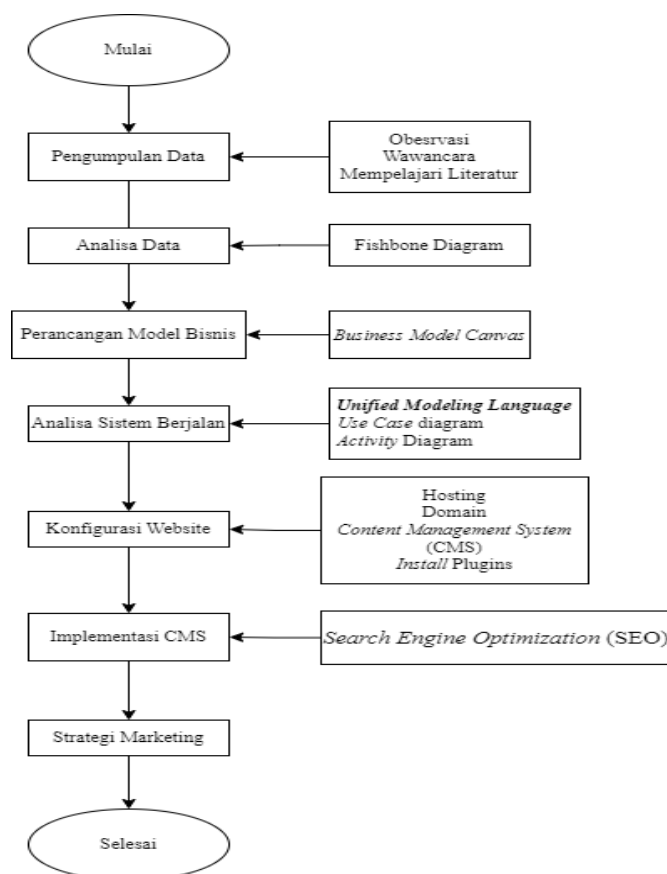 Mulai
Pengumpulan Data
Obesrvasi
Wawancara
Mempelajari Literatur
Analisa Data
Fishbone Diagram
Perancangan Model Bisnis
Business Model Canvas
Analisa Sistem Berjalan
Unified Modeling Language
Use Case diagram
Activity Diagram
Konfigurasi Website
Hosting
Domain
Content Management System
(CMS)
Install Plugins
Implementasi CMS
Search Engine Optimization (SEO)
Strategi Marketing
Selesai